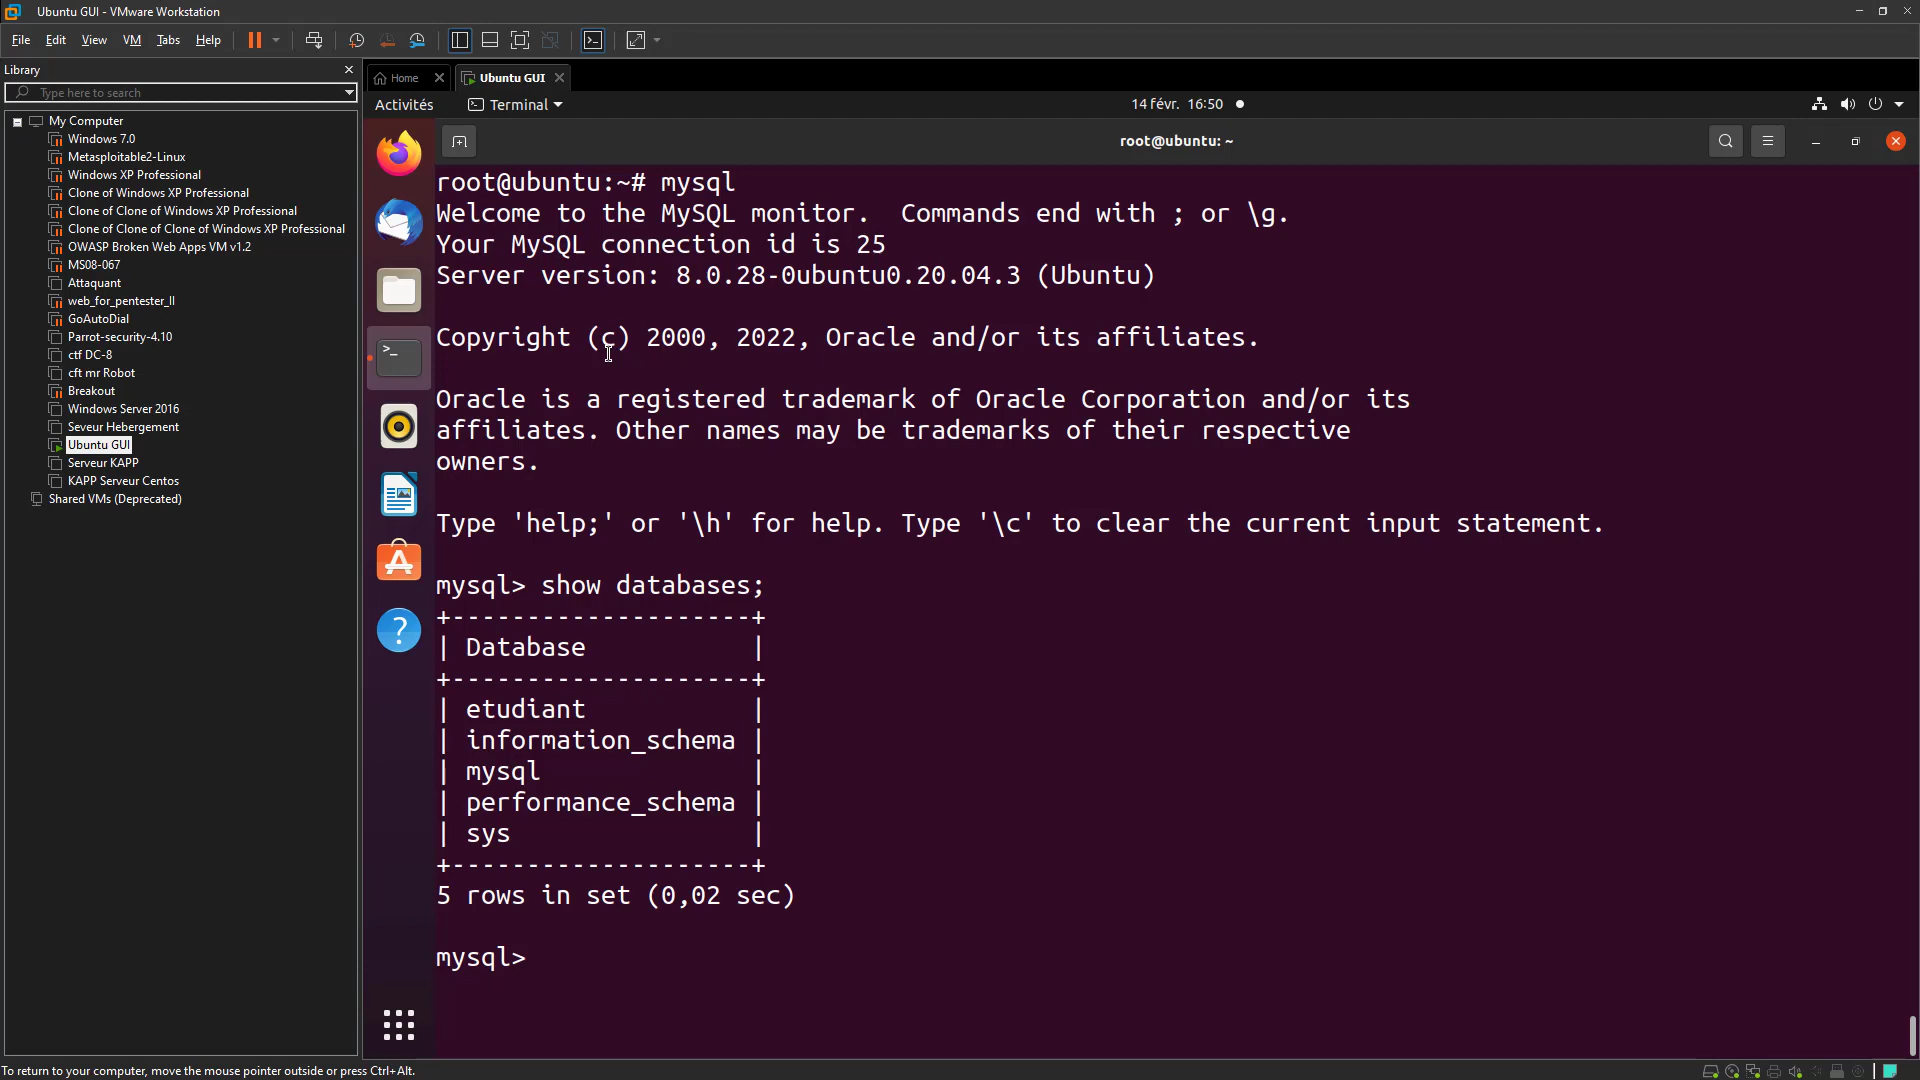 Ubuntu GUI - VMware Workstation
File Edit View VM Tabs Help
Library
Type here to search
My Computer
Windows 7.0
Metasploitable2-Linux
Windows XP Professional
Clone of Windows XP Professional
Clone of Clone of Windows XP Professional
Clone of Clone of Clone of Windows XP Professional
OWASP Broken Web Apps VM v1.2
MS08-067
Attaquant
web_for_pentester_II
GoAutoDial
Parrot-security-4.10
ctf DC-8
cft mr Robot
Breakout
Windows Server 2016
Seveur Hebergement
Ubuntu GUI
Serveur KAPP
KAPP Serveur Centos
Shared VMs (Deprecated)
Home Ubuntu GUI
Activités Terminal 14 févr. 16:50
root@ubuntu: ~
root@ubuntu:~# mysql
Welcome to the MySQL monitor.  Commands end with ; or \g.
Your MySQL connection id is 25
Server version: 8.0.28-0ubuntu0.20.04.3 (Ubuntu)
Copyright (c) 2000, 2022, Oracle and/or its affiliates.
Oracle is a registered trademark of Oracle Corporation and/or its
affiliates. Other names may be trademarks of their respective
owners.
Type 'help;' or '\h' for help. Type '\c' to clear the current input statement.
mysql> show databases;
+--------------------+
| Database           |
+--------------------+
| etudiant           |
| information_schema |
| mysql              |
| performance_schema |
| sys                |
+--------------------+
5 rows in set (0,02 sec)
mysql>
To return to your computer, move the mouse pointer outside or press Ctrl+Alt.